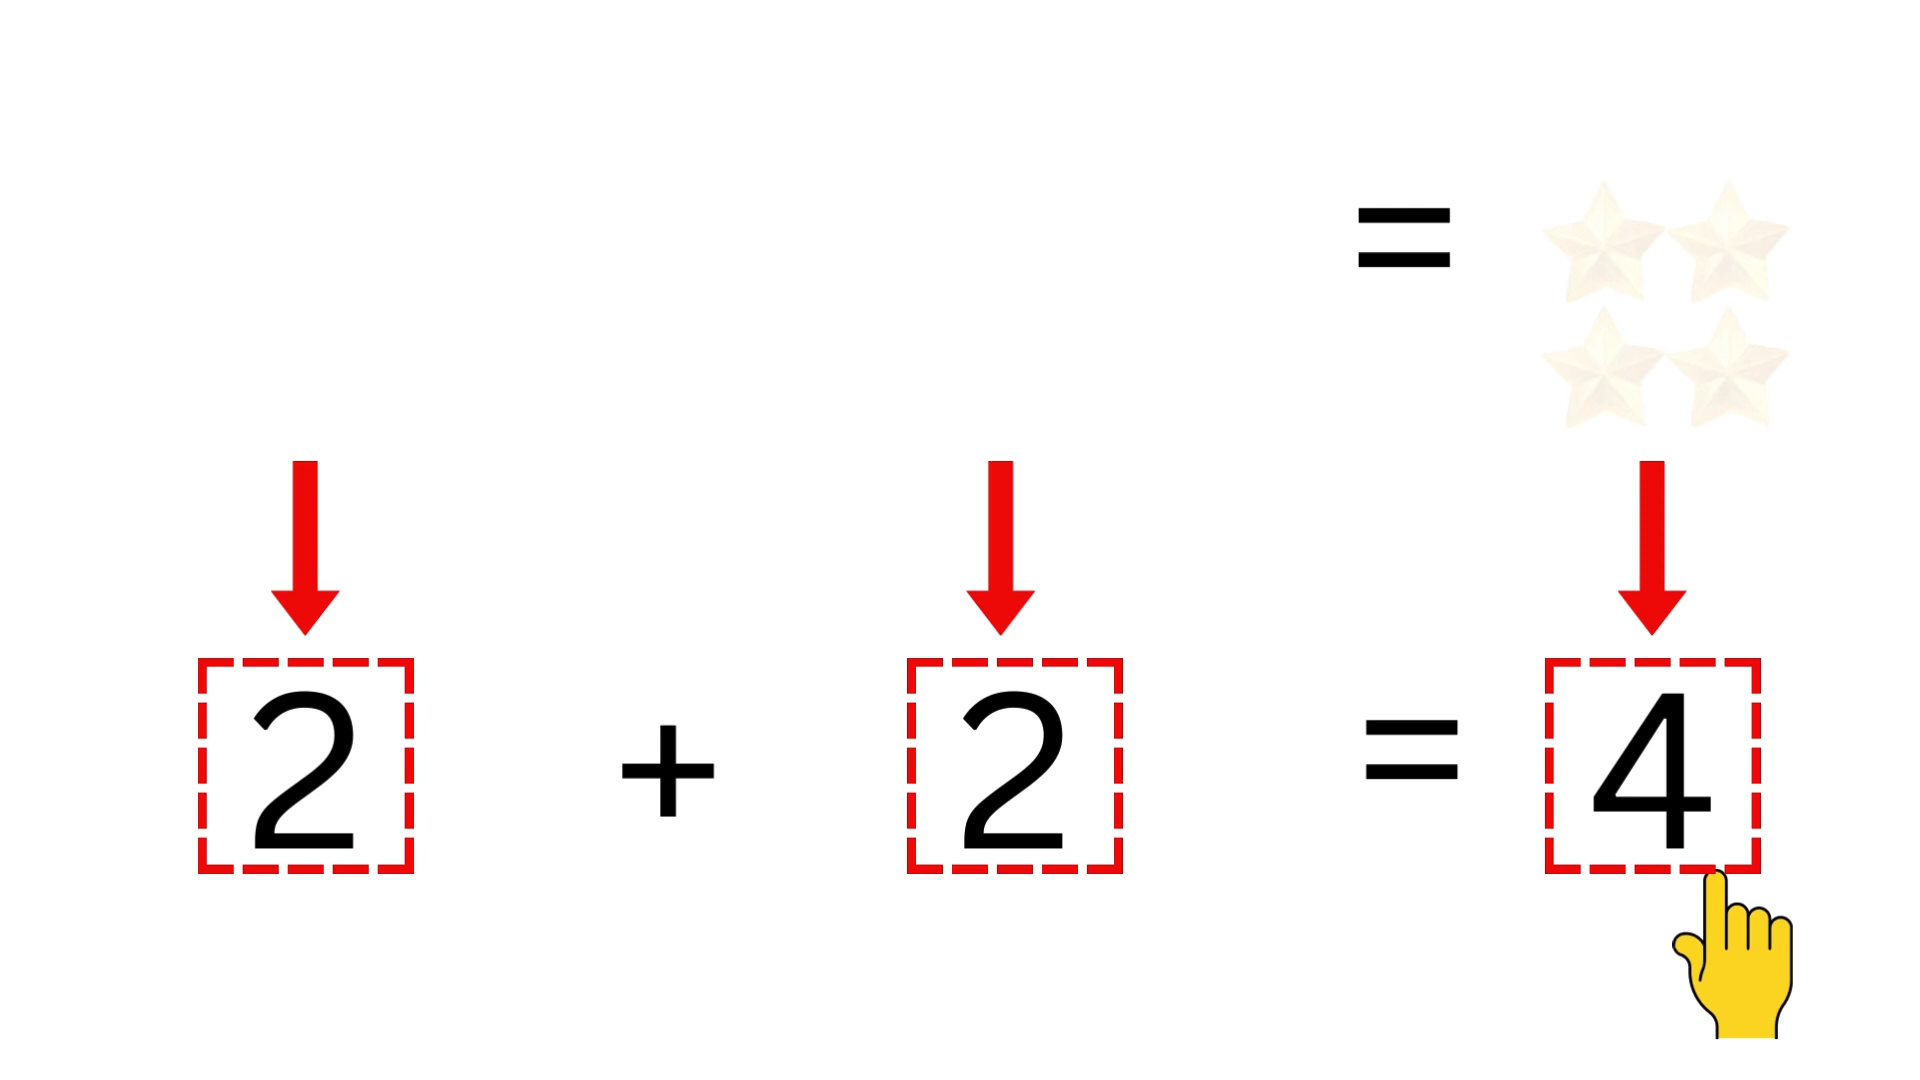 =
2 + 2 = 4